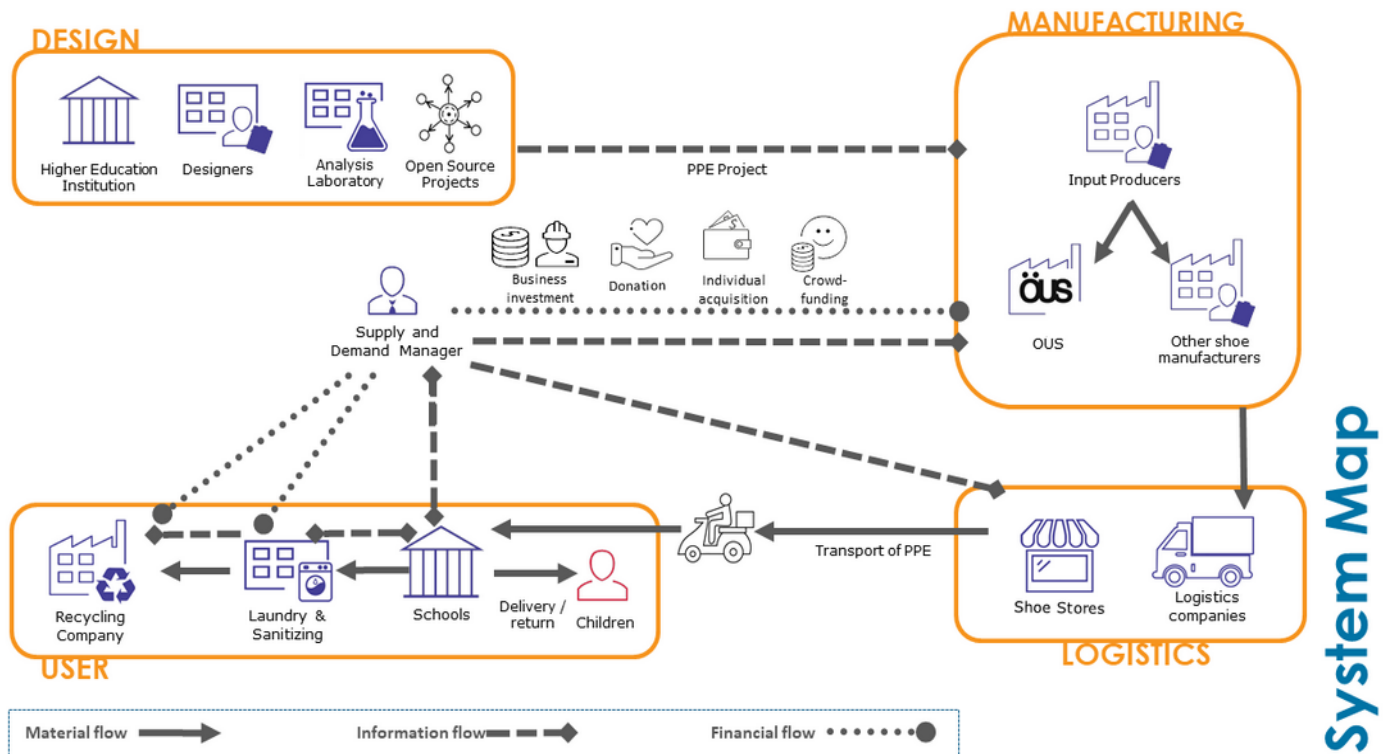 DESIGN
MANUFACTURING
Higher Education
Institution
Designers
Analysis
Laboratory
Open Source
Projects
PPE Project
Input Producers
ÖUS
OUS
Other shoe
manufacturers
Business
investment
Donation
Individual
acquisition
Crowd-
funding
Supply and
Demand Manager
Recycling
Company
Laundry &
Sanitizing
Schools
Delivery /
return
Children
USER
Transport of PPE
Shoe Stores
Logistics
companies
LOGISTICS
System Map
Material flow
Information flow
Financial flow